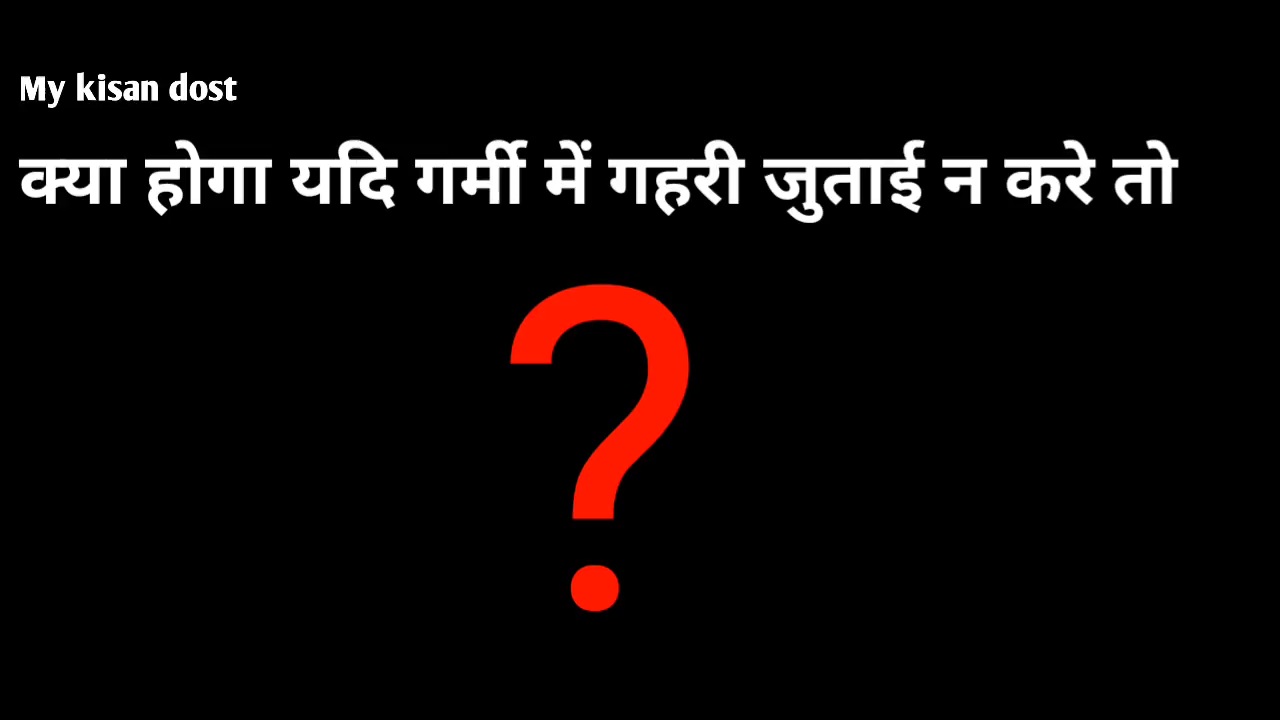 My kisan dost
क्या होगा यदि गर्मी में गहरी जुताई न करे तो
?